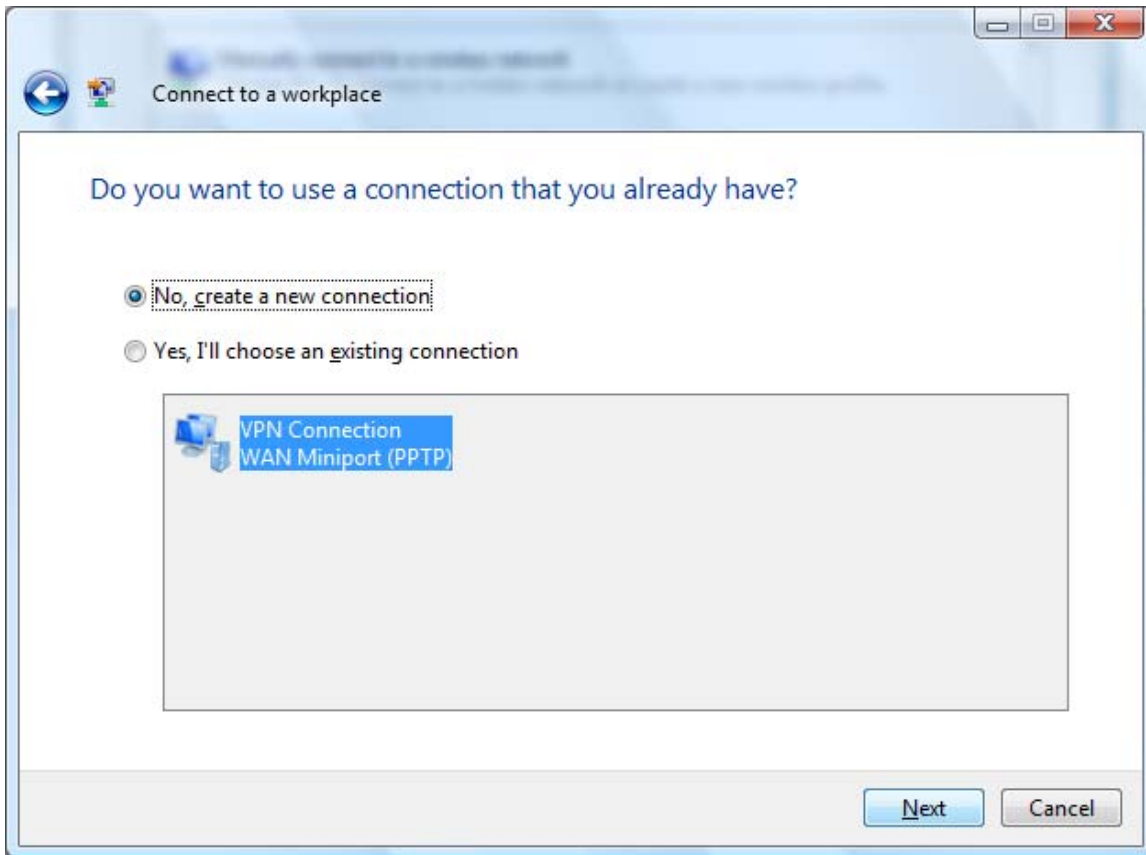 Connect to a workplace
Do you want to use a connection that you already have?
No, create a new connection
Yes, I'll choose an existing connection
VPN Connection
WAN Miniport (PPTP)
Next
Cancel